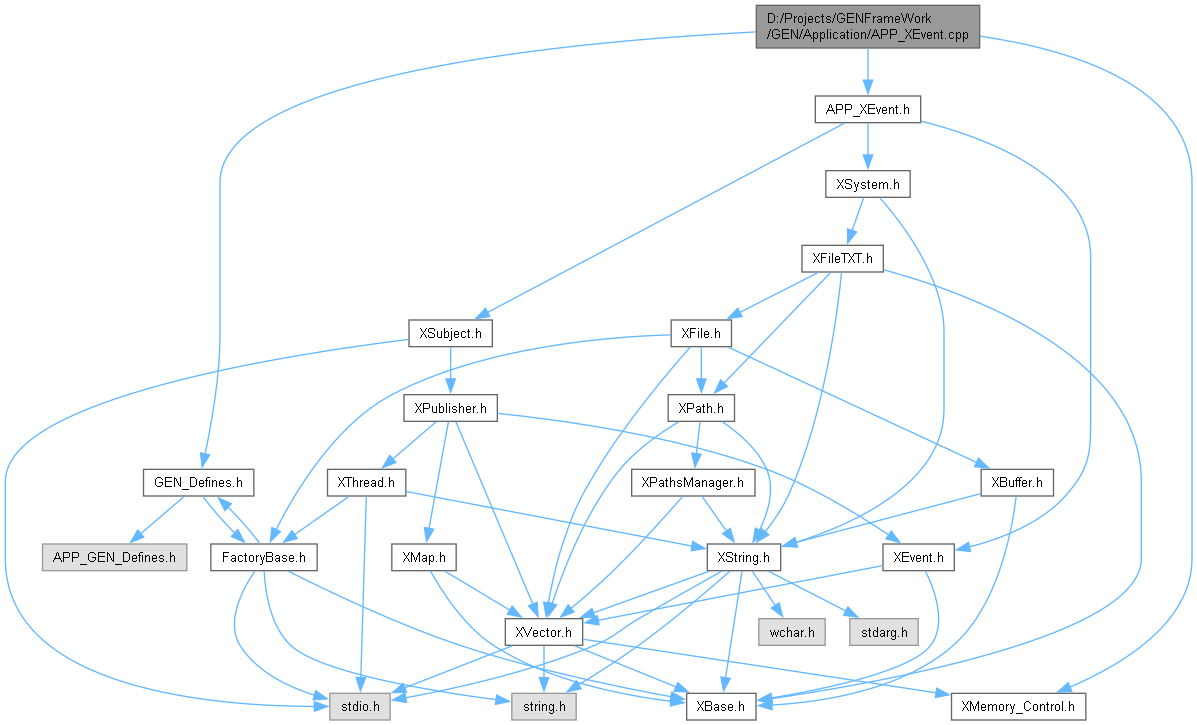 D:/Projects/GENFrameWork
/GEN/Application/APP_XEvent.cpp
APP_XEvent.h
XSystem.h
XFileTXT.h
XSubject.h
XFile.h
XPublisher.h
XPath.h
GEN_Defines.h
XThread.h
XPathsManager.h
XBuffer.h
APP_GEN_Defines.h
FactoryBase.h
XMap.h
XString.h
XEvent.h
XVector.h
wchar.h
stdarg.h
stdio.h
string.h
XBase.h
XMemory_Control.h